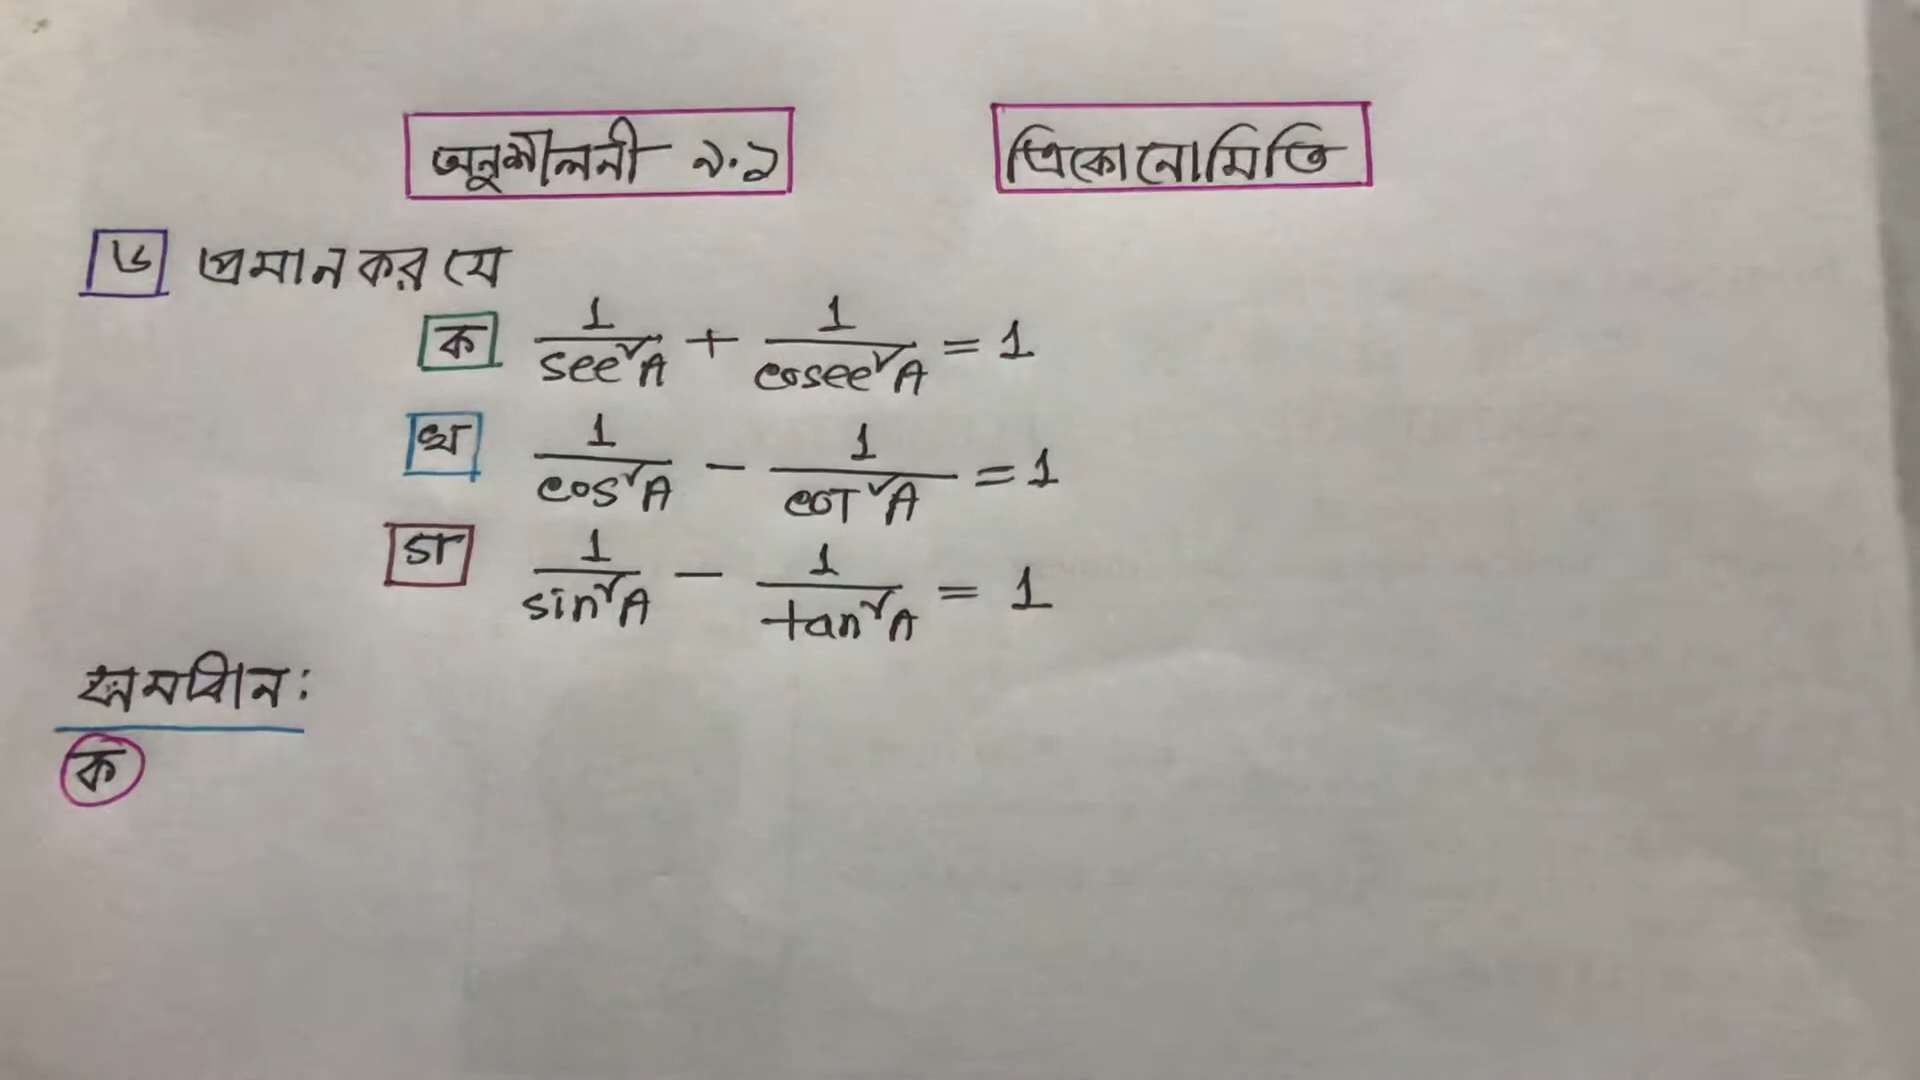 অনুশীলনী ৯.১ ত্রিকোনোমিতি
৬ প্রমান কর যে
ক 1/sec²A + 1/cosec²A = 1
খ 1/cos²A - 1/cot²A = 1
গ 1/sin²A - 1/tan²A = 1
সমাধান:
ক